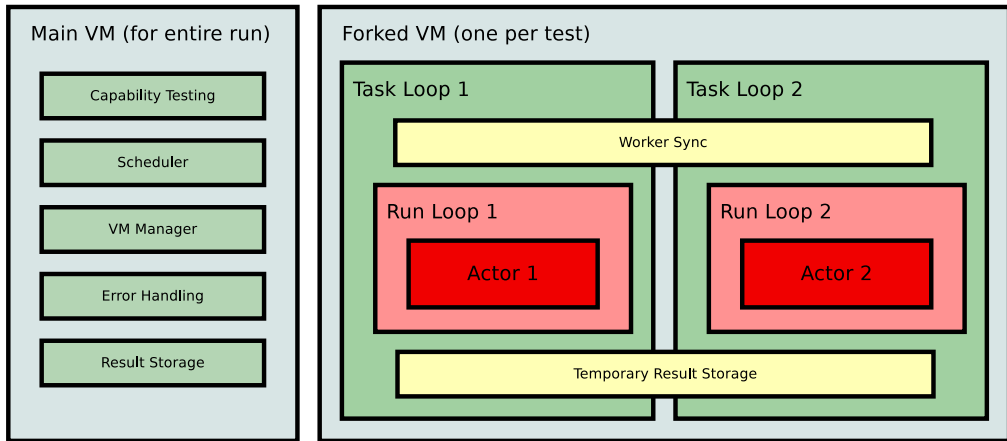 Main VM (for entire run)
Capability Testing
Scheduler
VM Manager
Error Handling
Result Storage
Forked VM (one per test)
Task Loop 1
Task Loop 2
Worker Sync
Run Loop 1
Run Loop 2
Actor 1
Actor 2
Temporary Result Storage